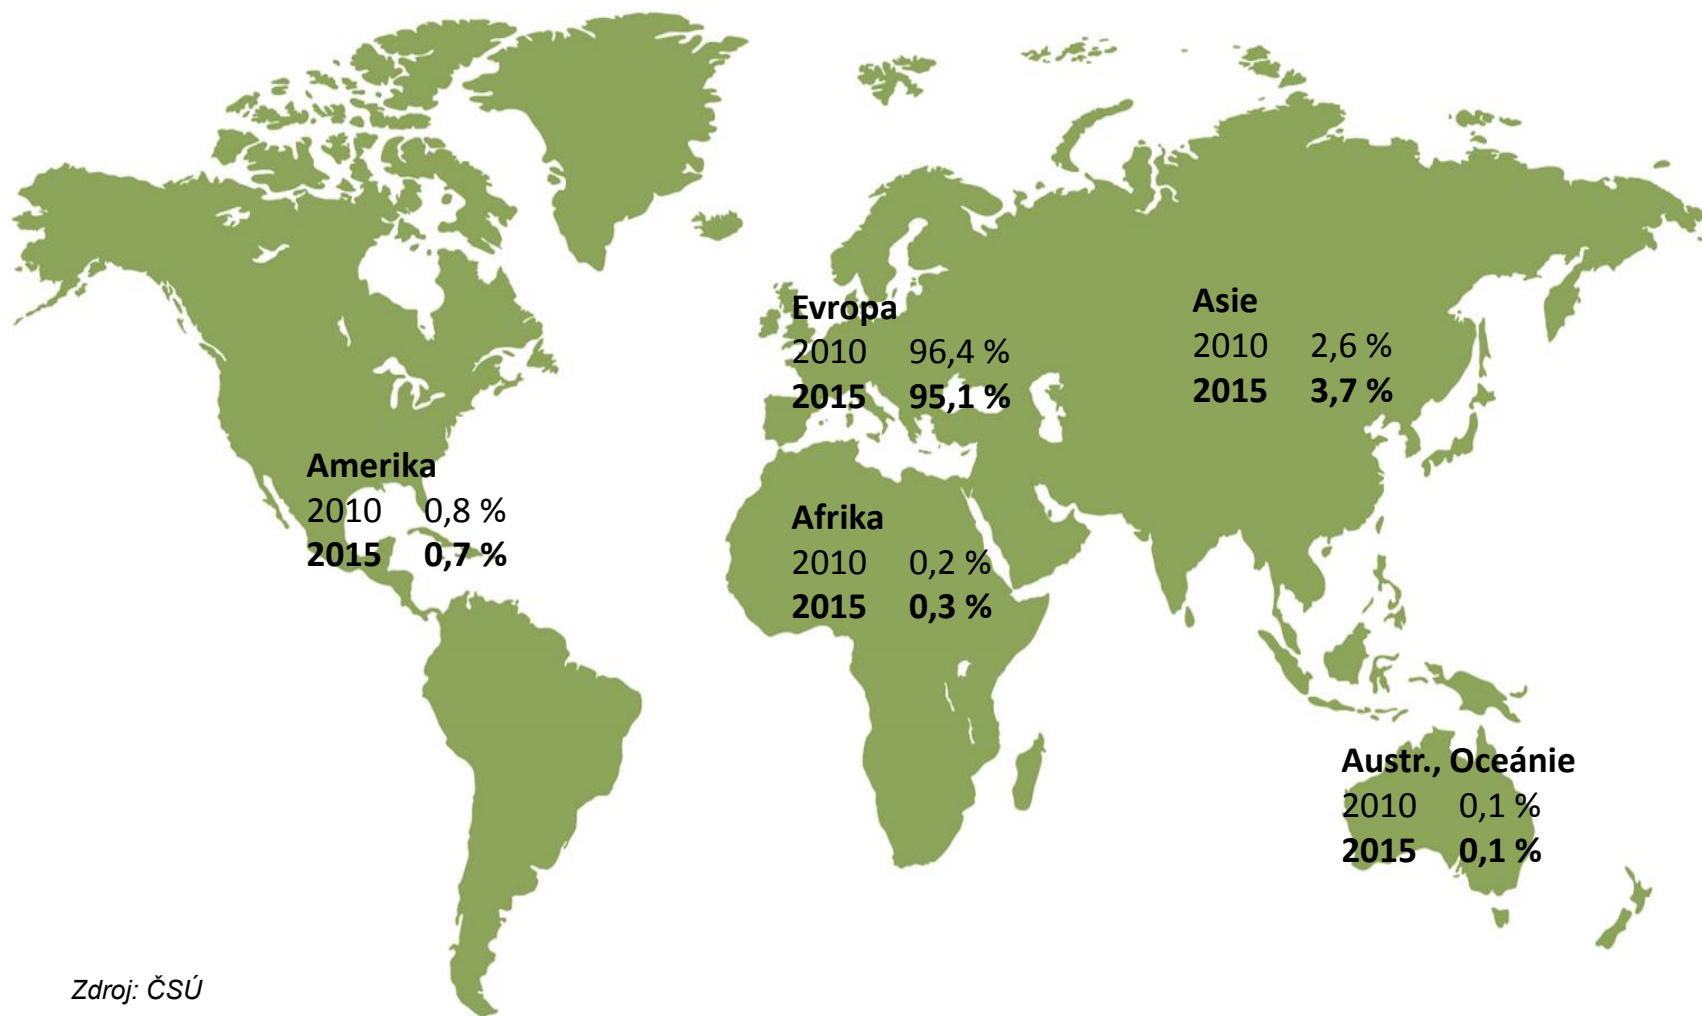 Evropa
2010 96,4 %
2015 95,1 %
Asie
2010 2,6 %
2015 3,7 %
Amerika
2010 0,8 %
2015 0,7 %
Afrika
2010 0,2 %
2015 0,3 %
Austr., Oceánie
2010 0,1 %
2015 0,1 %
Zdroj: ČSÚ